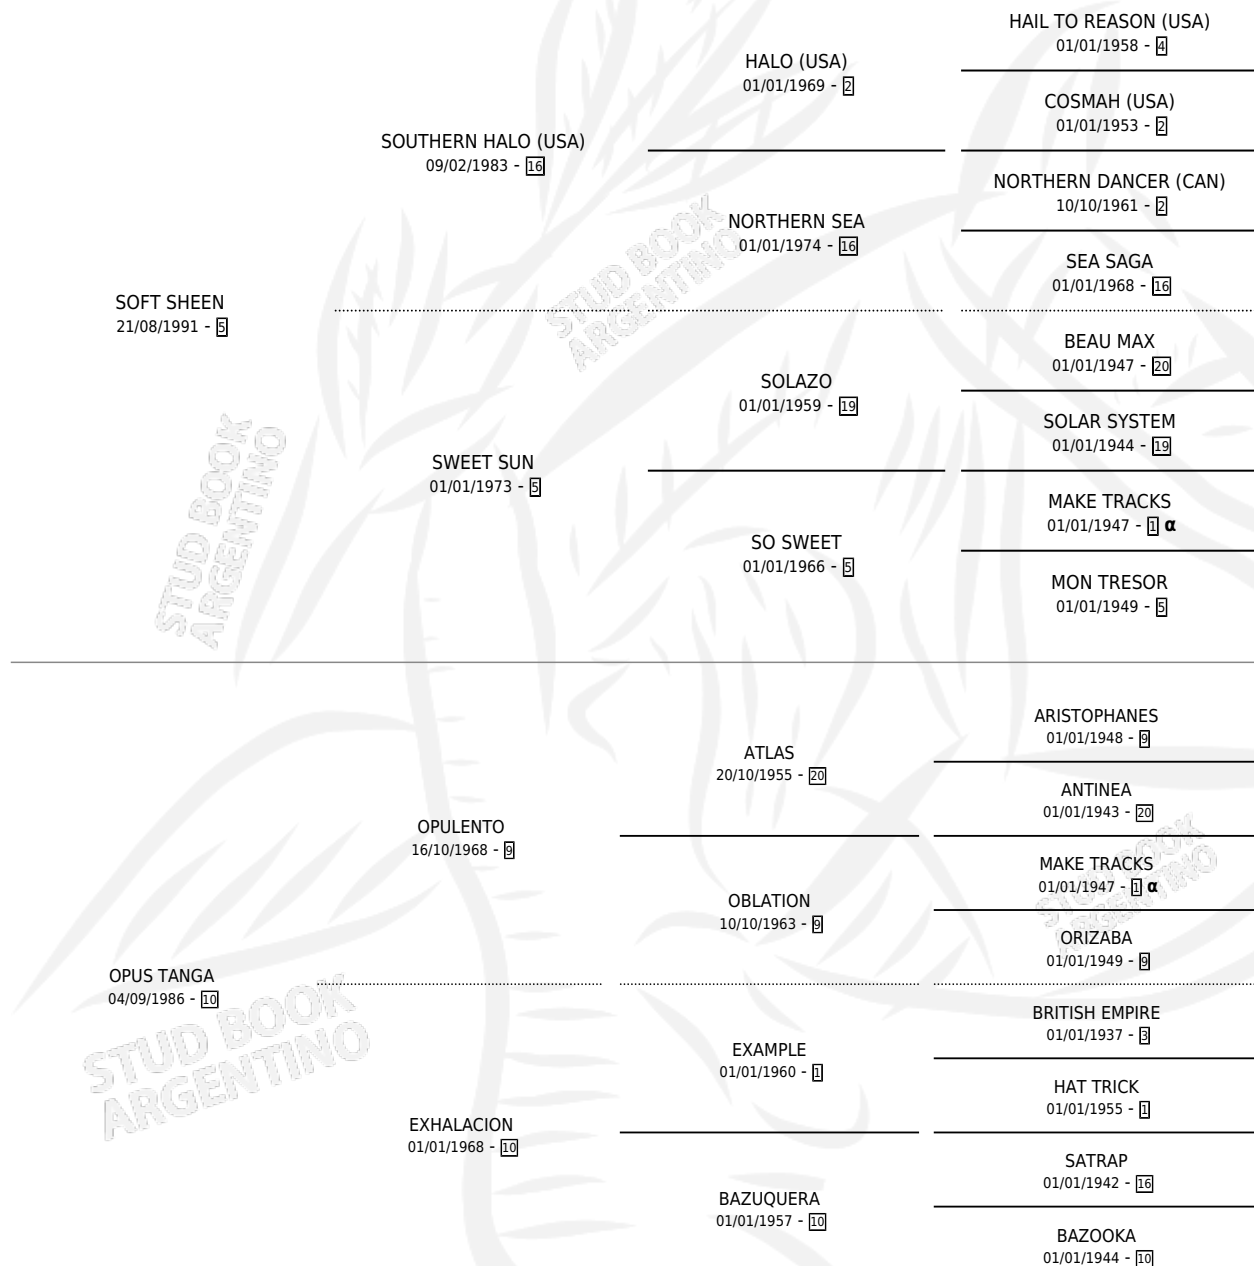 HAIL TO REASON (USA)
01/01/1958 - 4
HALO (USA)
01/01/1969 - 2
COSMAH (USA)
01/01/1953 - 2
SOUTHERN HALO (USA)
09/02/1983 - 16
NORTHERN DANCER (CAN)
10/10/1961 - 2
NORTHERN SEA
01/01/1974 - 16
SEA SAGA
01/01/1968 - 16
STUD BOOK
ARGENTINO
SOFT SHEEN
21/08/1991 - 5
BEAU MAX
01/01/1947 - 20
SOLAZO
01/01/1959 - 19
SOLAR SYSTEM
01/01/1944 - 19
SWEET SUN
01/01/1973 - 5
MAKE TRACKS
01/01/1947 - 1 α
SO SWEET
01/01/1966 - 5
MON TRESOR
01/01/1949 - 5
STUD BOOK
ARGENTINO
ARISTOPHANES
01/01/1948 - 9
ATLAS
20/10/1955 - 20
ANTINEA
01/01/1943 - 20
OPULENTO
16/10/1968 - 9
MAKE TRACKS
01/01/1947 - 1 α
OBLATION
10/10/1963 - 9
ORIZABA
01/01/1949 - 9
STUD BOOK
ARGENTINO
OPUS TANGA
04/09/1986 - 10
BRITISH EMPIRE
01/01/1937 - 3
EXAMPLE
01/01/1960 - 1
HAT TRICK
01/01/1955 - 1
EXHALACION
01/01/1968 - 10
SATRAP
01/01/1942 - 16
BAZUQUERA
01/01/1957 - 10
BAZOOKA
01/01/1944 - 10
STUD BOOK
ARGENTINO